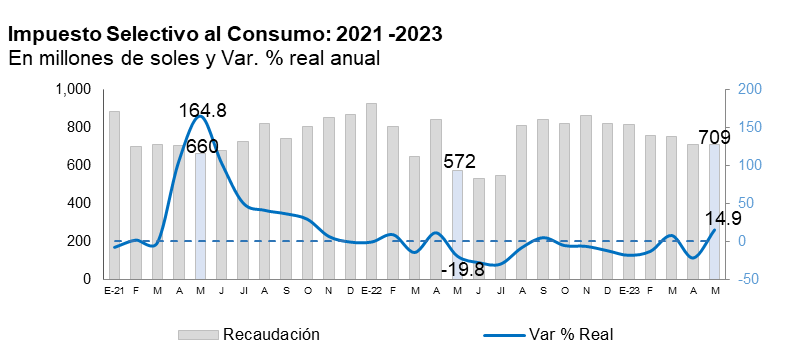 Impuesto Selectivo al Consumo: 2021 -2023
En millones de soles y Var. % real anual
1,000 200
164.8
800 150
660 709
572
600 100
400 50
14.9
200 0
-19.8
0 -50
E-21 F M A M J Jl A S O N D E-22 F M A M J Jl A S O N D E-23 F M A M
Recaudación Var % Real